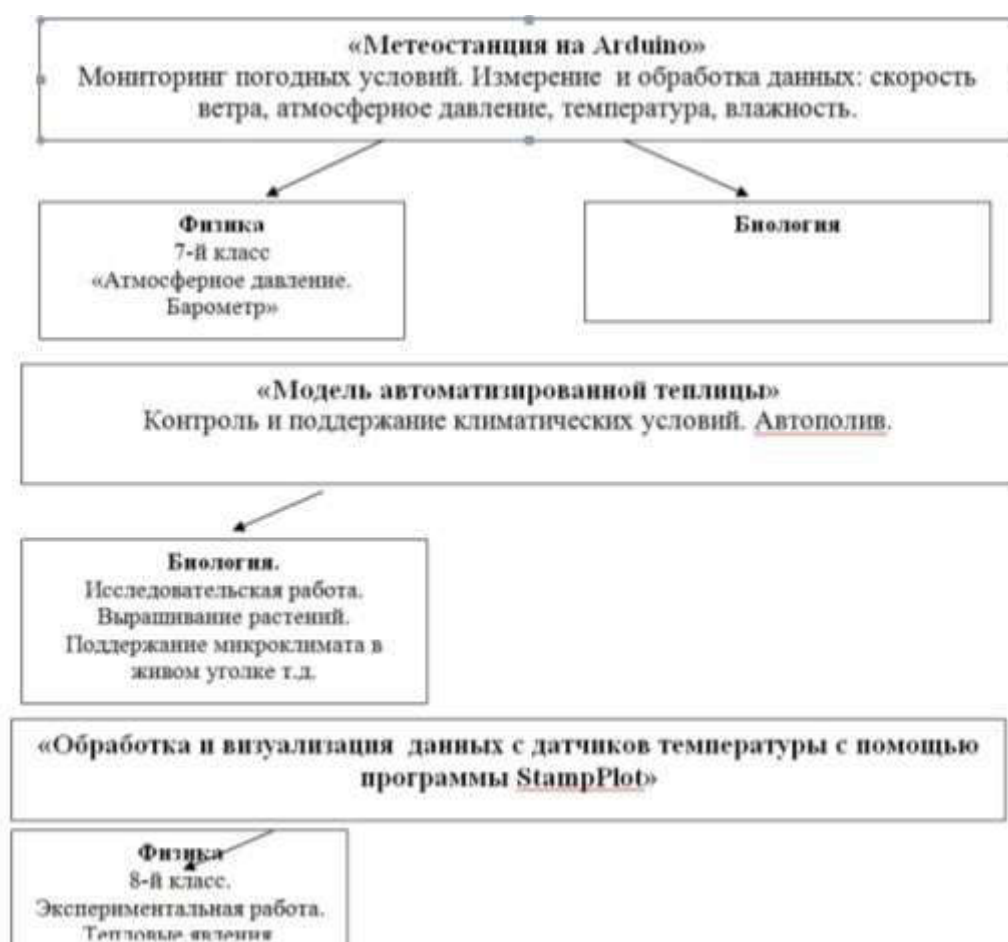 «Метеостанция на Arduino»
Мониторинг погодных условий. Измерение и обработка данных: скорость
ветра, атмосферное давление, температура, влажность.
Физика
7-й класс
«Атмосферное давление.
Барометр»
Биология
«Модель автоматизированной теплицы»
Контроль и поддержание климатических условий. Автополив.
Биология.
Исследовательская работа.
Выращивание растений.
Поддержание микроклимата в
живом уголке т.д.
«Обработка и визуализация данных с датчиков температуры с помощью
программы StampPlot»
Физика
8-й класс.
Экспериментальная работа.
Тепловые явления